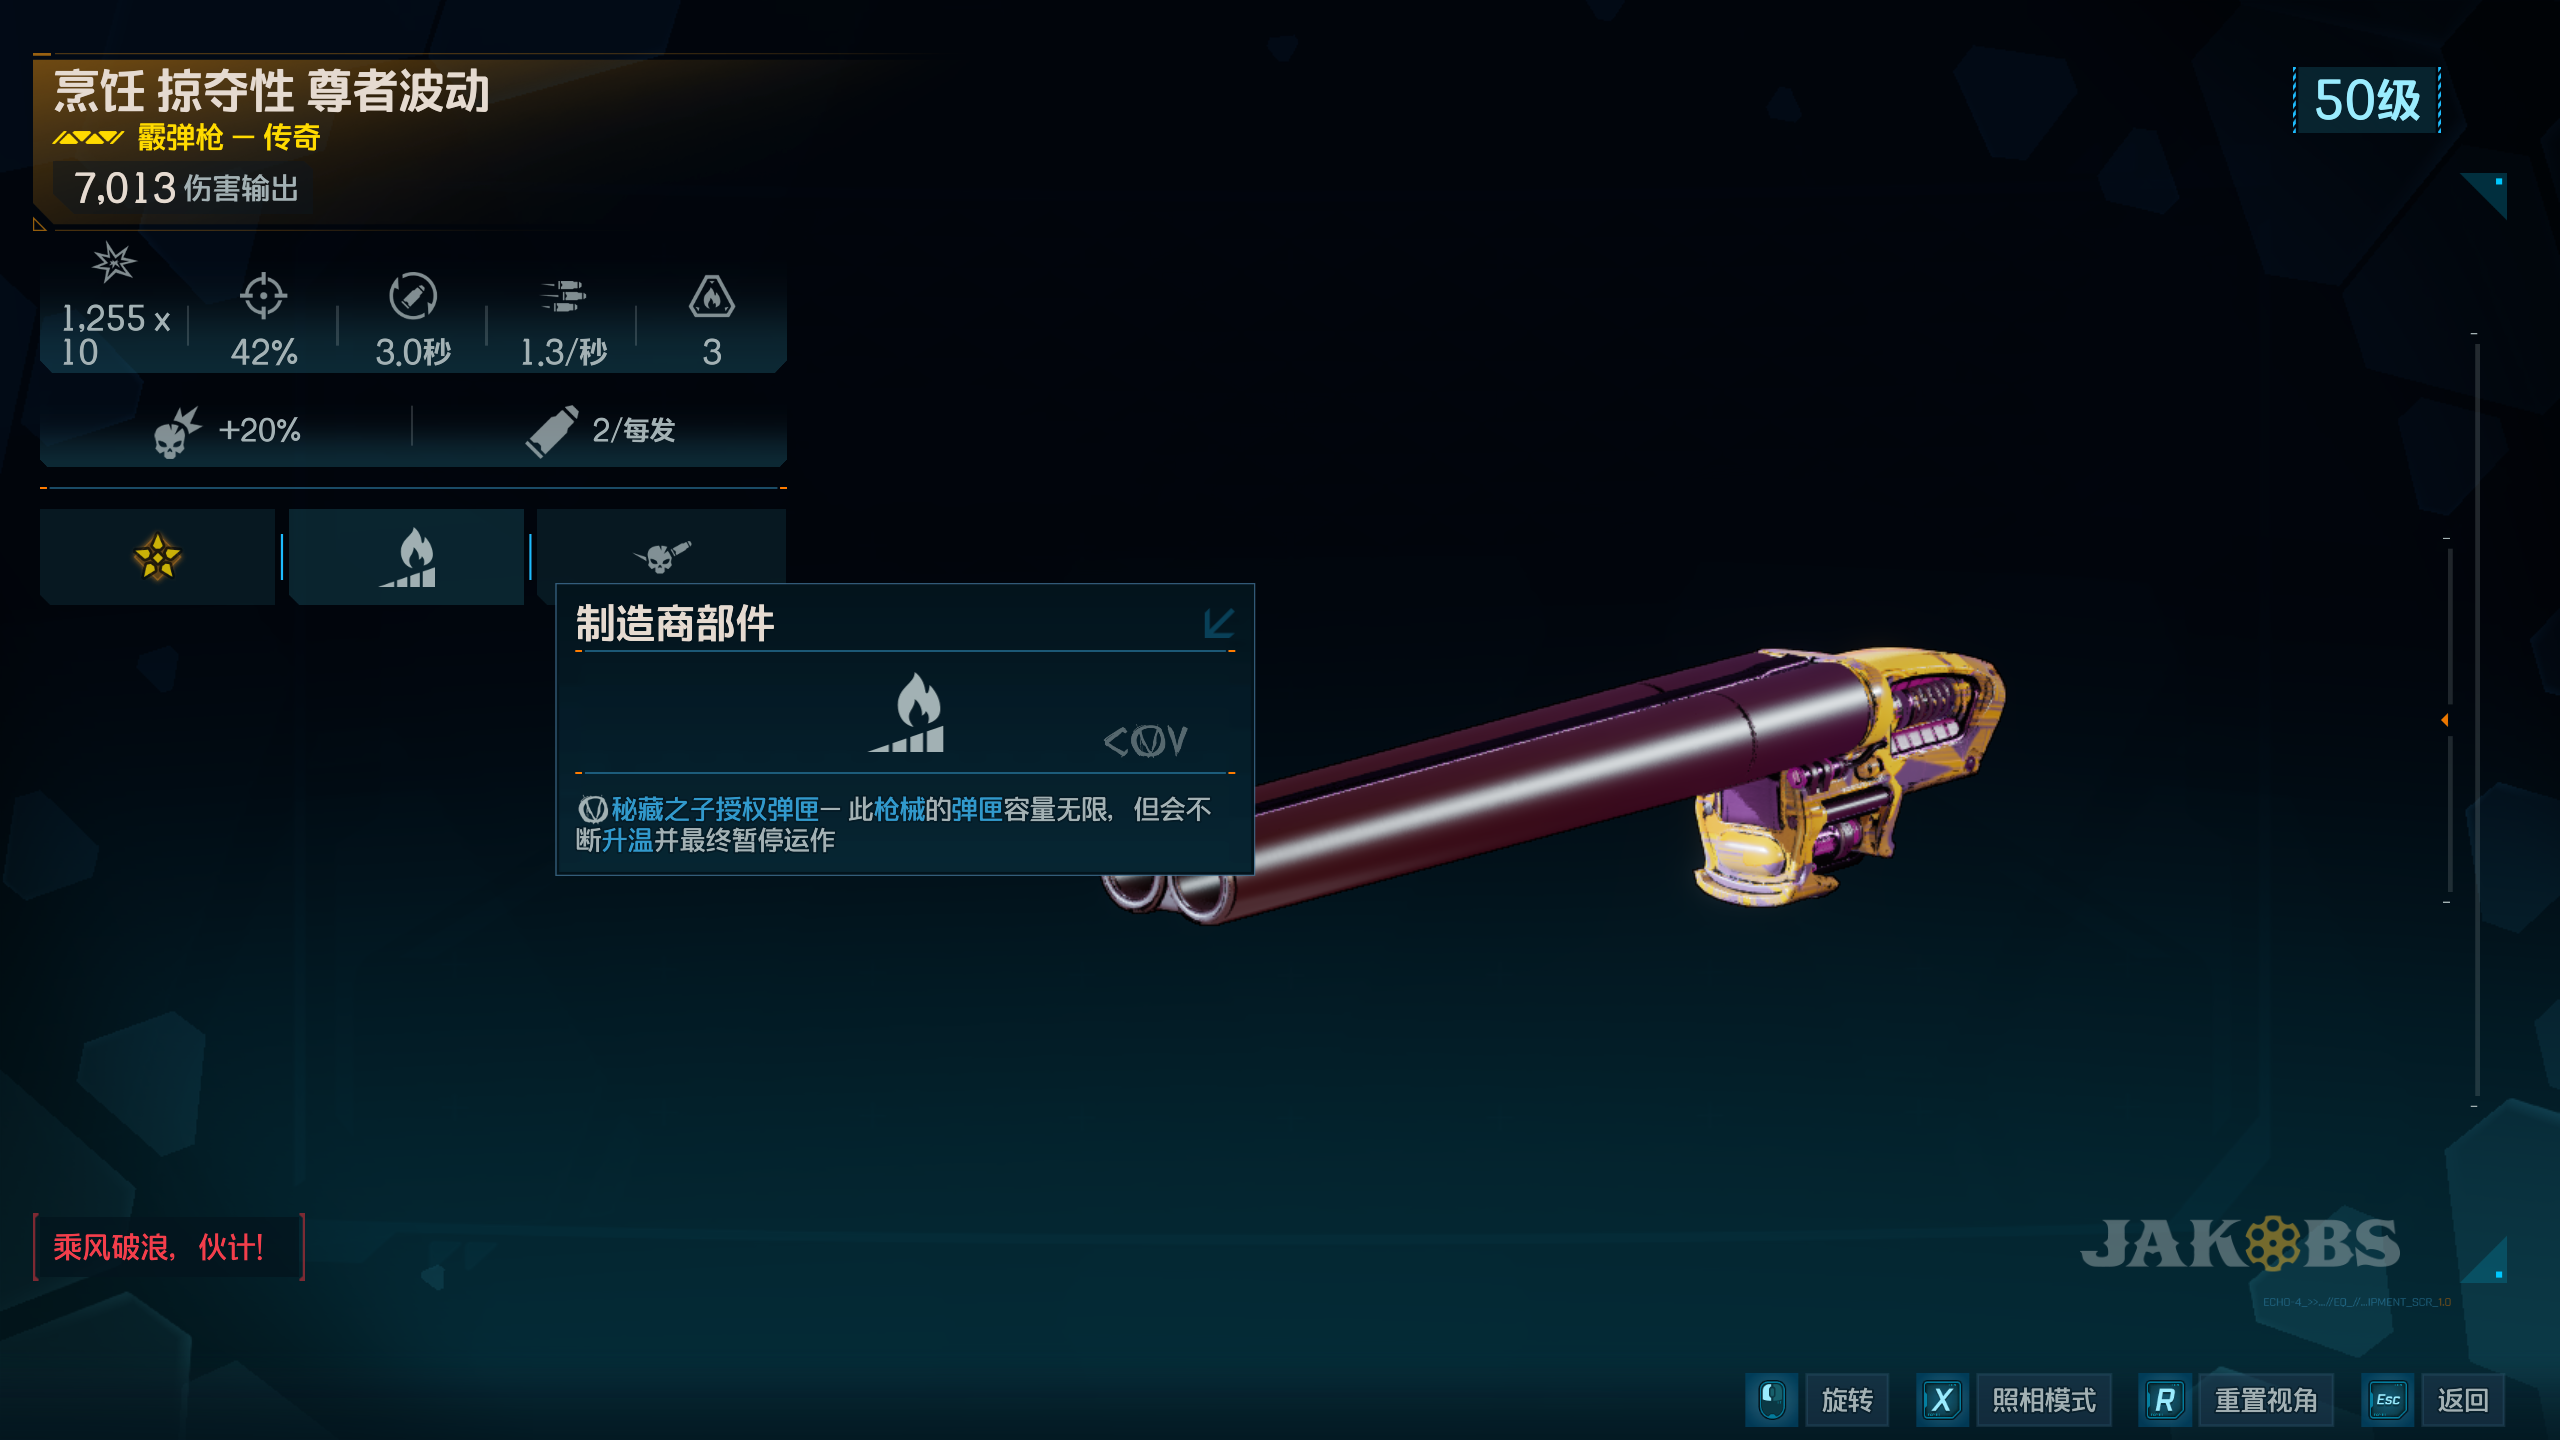 烹饪 掠夺性 尊者波动
霰弹枪 — 传奇
7,013 伤害输出
50级
1,255 x 10
42%
3.0秒
1.3/秒
3
+20%
2/每发
制造商部件
COV
秘藏之子授权弹匣— 此枪械的弹匣容量无限，但会不
断升温并最终暂停运作
乘风破浪，伙计!
JAKOBS
ECHO-4_>>...//EQ_//...IPMENT_SCR_1.0
旋转
X 照相模式
R 重置视角
Esc 返回